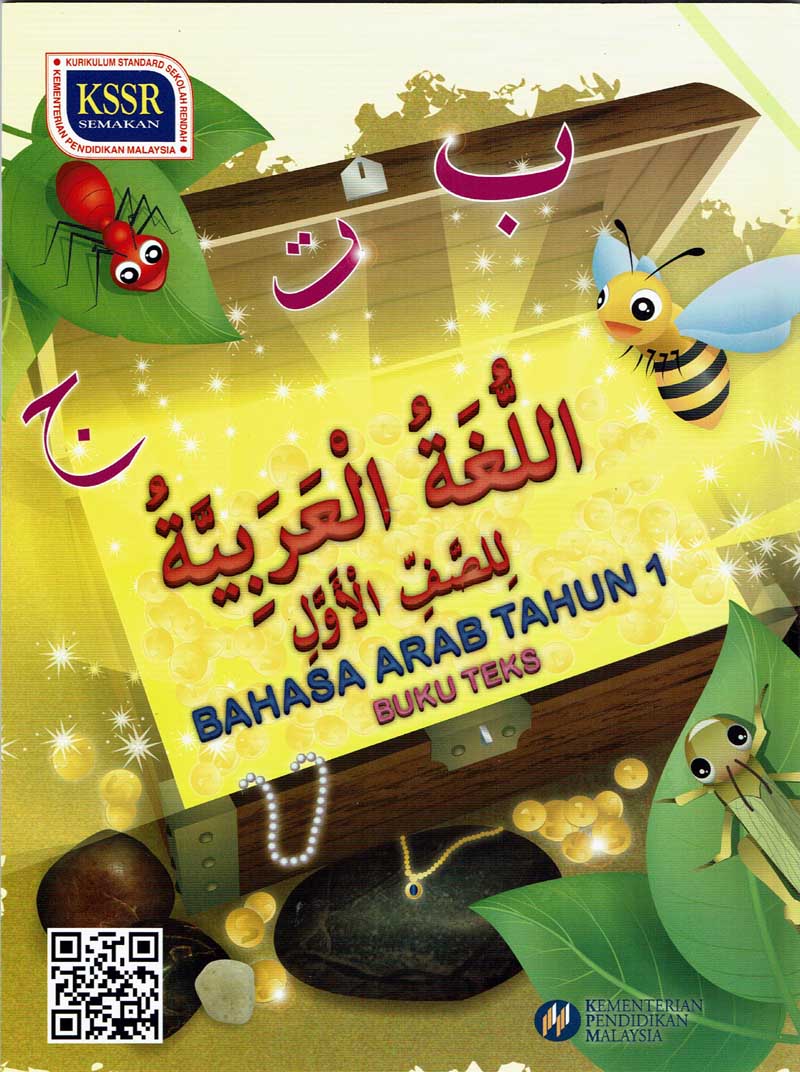 KURIKULUM STANDARD SEKOLAH RENDAH
KSSR
SEMAKAN
KEMENTERIAN PENDIDIKAN MALAYSIA
ب
ت
ج
اللُّغَةُ الْعَرَبِيَّةُ
لِلصَّفِّ الْأَوَّلِ
BAHASA ARAB TAHUN 1
BUKU TEKS
KEMENTERIAN
PENDIDIKAN
MALAYSIA